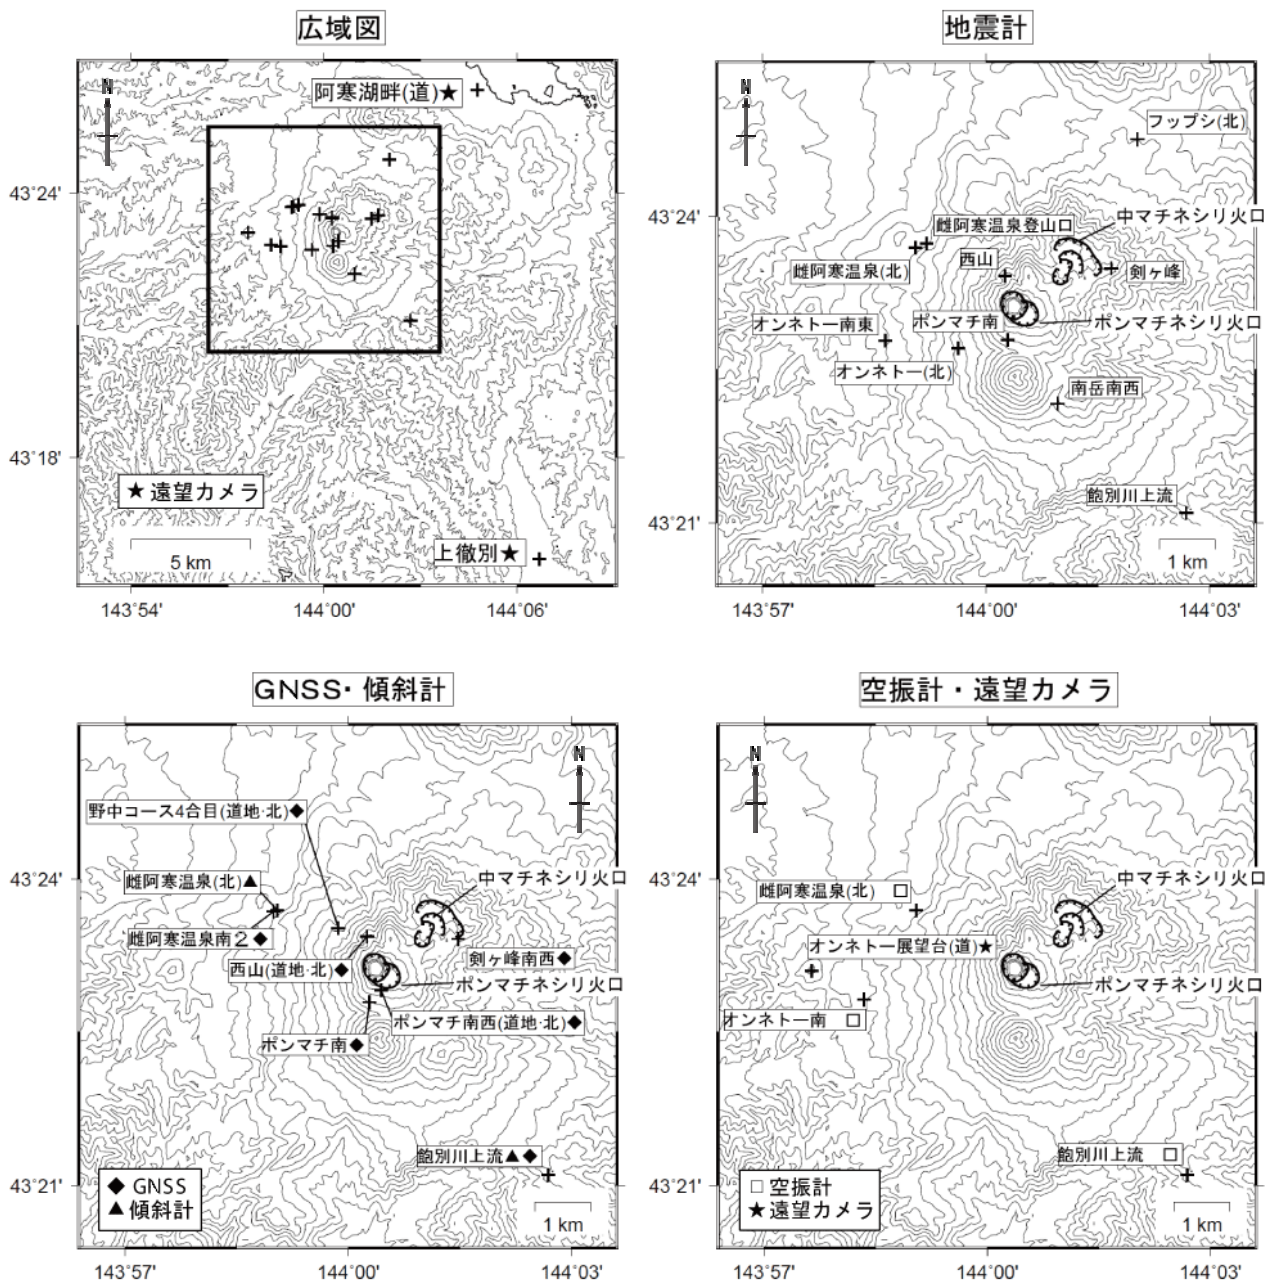 広域図
N
阿寒湖畔(道)★
43˚24'
43˚18'
★遠望カメラ
5 km
上徹別★
143˚54'
144˚00'
144˚06'
地震計
N
フップシ(北)
43˚24'
中マチネシリ火口
雌阿寒温泉登山口
西山
雌阿寒温泉(北)
剣ヶ峰
オンネトー南東
ポンマチ南
ポンマチネシリ火口
オンネトー(北)
南岳南西
飽別川上流
43˚21'
1 km
143˚57'
144˚00'
144˚03'
GNSS・傾斜計
N
野中コース4合目(道地·北)◆
43˚24'
雌阿寒温泉(北)▲
中マチネシリ火口
雌阿寒温泉南2◆
剣ヶ峰南西◆
西山(道地·北)◆
ポンマチネシリ火口
ポンマチ南西(道地·北)◆
ポンマチ南◆
飽別川上流▲◆
43˚21'
◆ GNSS
▲傾斜計
1 km
143˚57'
144˚00'
144˚03'
空振計・遠望カメラ
N
43˚24'
雌阿寒温泉(北) □
中マチネシリ火口
オンネトー展望台(道)★
ポンマチネシリ火口
オンネトー南 □
飽別川上流 □
43˚21'
□ 空振計
★遠望カメラ
1 km
143˚57'
144˚00'
144˚03'